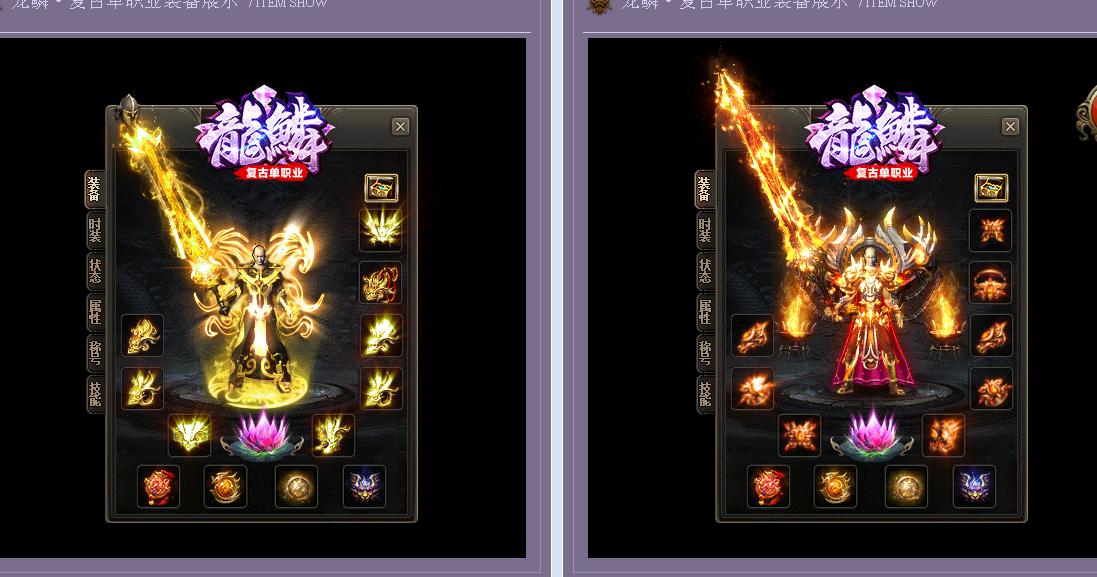 龙鳞·复古单职业装备展示 /ITEM SHOW
龍鱗
复古单职业
装备
时装
状态
属性
称号
技能
龙鳞·复古单职业装备展示 /ITEM SHOW
龍鱗
复古单职业
装备
时装
状态
属性
称号
技能